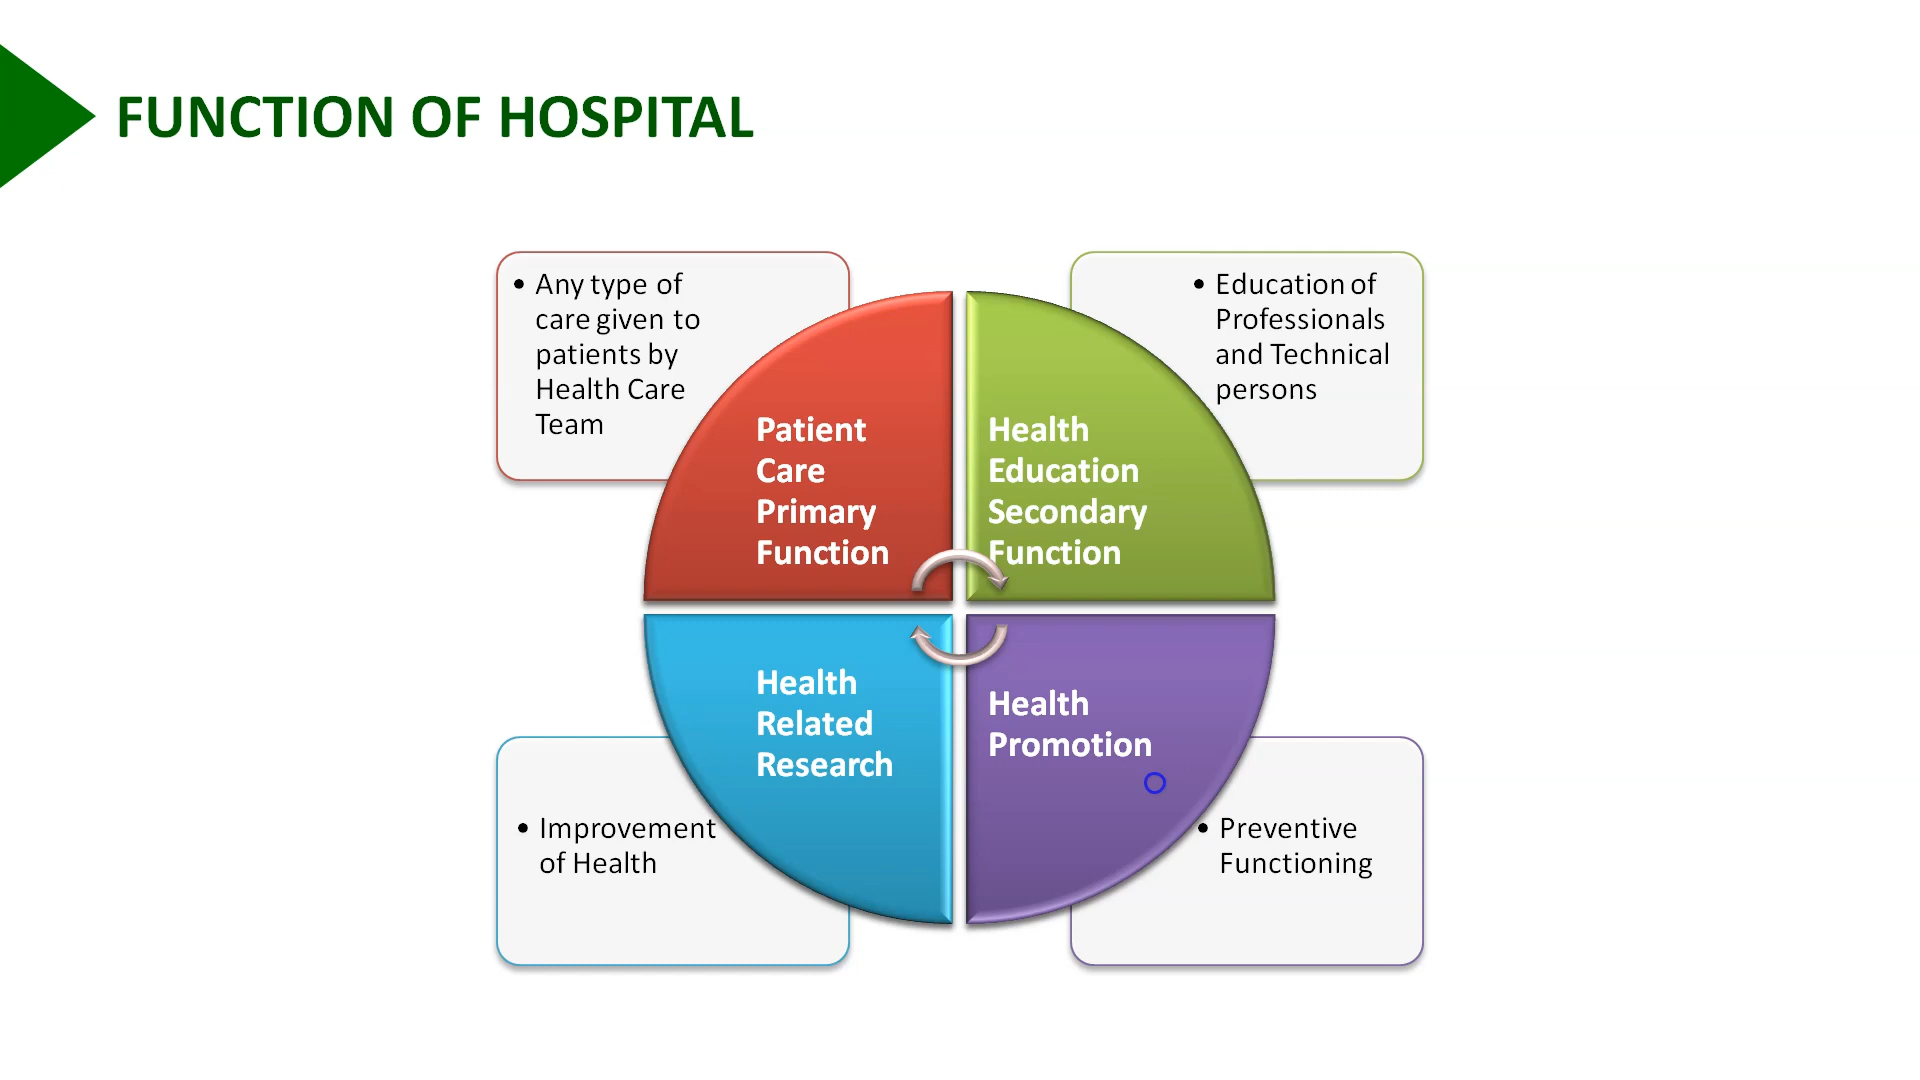 FUNCTION OF HOSPITAL
• Any type of
care given to
patients by
Health Care
Team
• Education of
Professionals
and Technical
persons
Patient
Care
Primary
Function
Health
Education
Secondary
Function
Health
Related
Research
Health
Promotion
• Improvement
of Health
• Preventive
Functioning